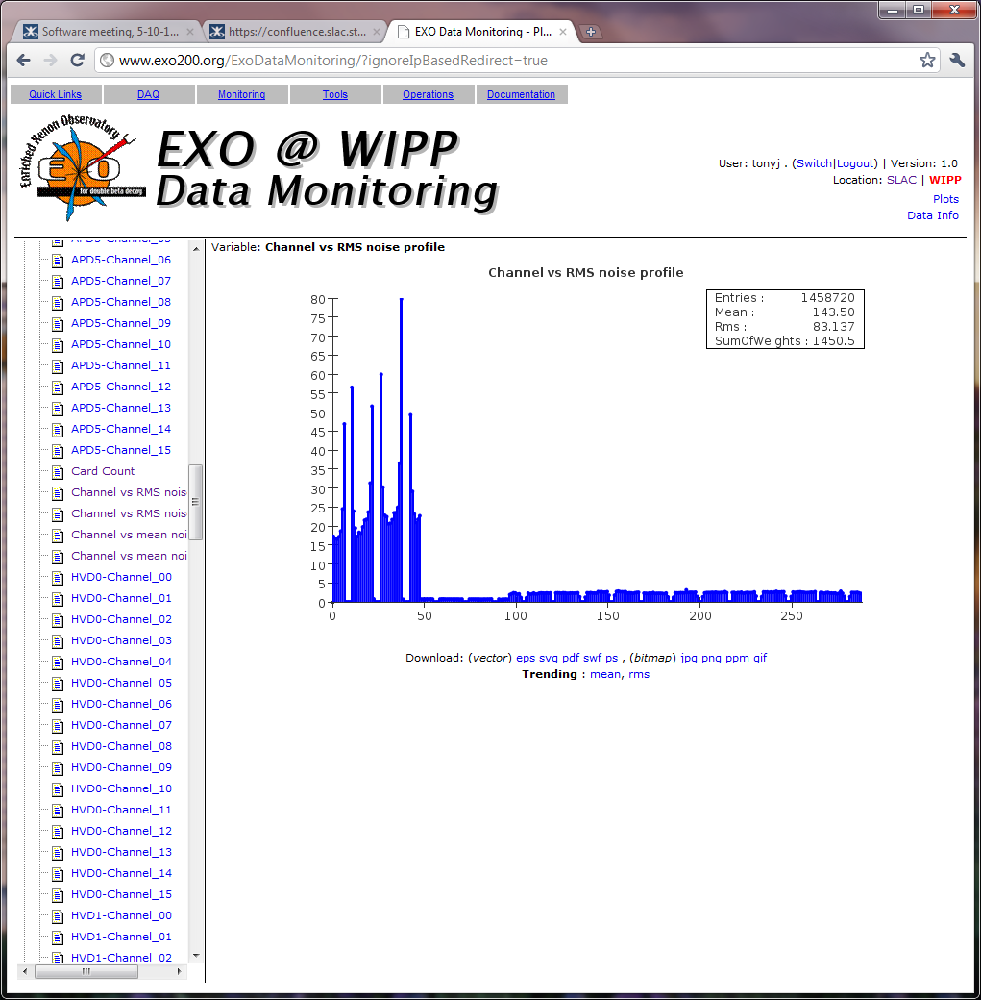 Software meeting, 5-10-1...
https://confluence.slac.st...
EXO Data Monitoring - Pl...
www.exo200.org/ExoDataMonitoring/?ignoreIpBasedRedirect=true
Quick Links DAQ Monitoring Tools Operations Documentation
Enriched Xenon Observatory
EXO
for double beta decay
EXO @ WIPP
Data Monitoring
User: tonyj . (Switch|Logout) | Version: 1.0
Location: SLAC | WIPP
Plots
Data Info
APD5-Channel_05
APD5-Channel_06
APD5-Channel_07
APD5-Channel_08
APD5-Channel_09
APD5-Channel_10
APD5-Channel_11
APD5-Channel_12
APD5-Channel_13
APD5-Channel_14
APD5-Channel_15
Card Count
Channel vs RMS nois
Channel vs RMS nois
Channel vs mean noi
Channel vs mean noi
HVD0-Channel_00
HVD0-Channel_01
HVD0-Channel_02
HVD0-Channel_03
HVD0-Channel_04
HVD0-Channel_05
HVD0-Channel_06
HVD0-Channel_07
HVD0-Channel_08
HVD0-Channel_09
HVD0-Channel_10
HVD0-Channel_11
HVD0-Channel_12
HVD0-Channel_13
HVD0-Channel_14
HVD0-Channel_15
HVD1-Channel_00
HVD1-Channel_01
HVD1-Channel_02
Variable: Channel vs RMS noise profile
Channel vs RMS noise profile
Entries : 1458720
Mean : 143.50
Rms : 83.137
SumOfWeights : 1450.5
80
75
70
65
60
55
50
45
40
35
30
25
20
15
10
5
0
0 50 100 150 200 250
Download: (vector) eps svg pdf swf ps , (bitmap) jpg png ppm gif
Trending : mean, rms